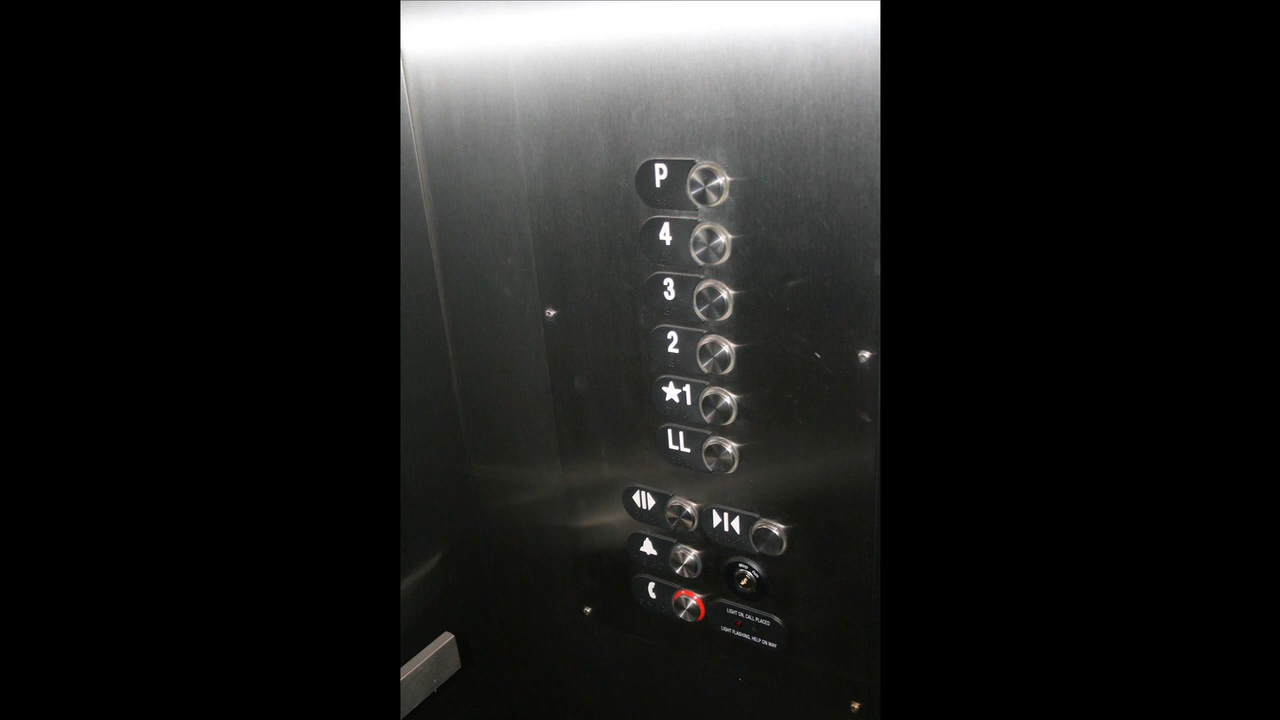 P
4
3
2
★1
LL
LIGHT ON, CALL PLACED
LIGHT FLASHING, HELP ON WAY